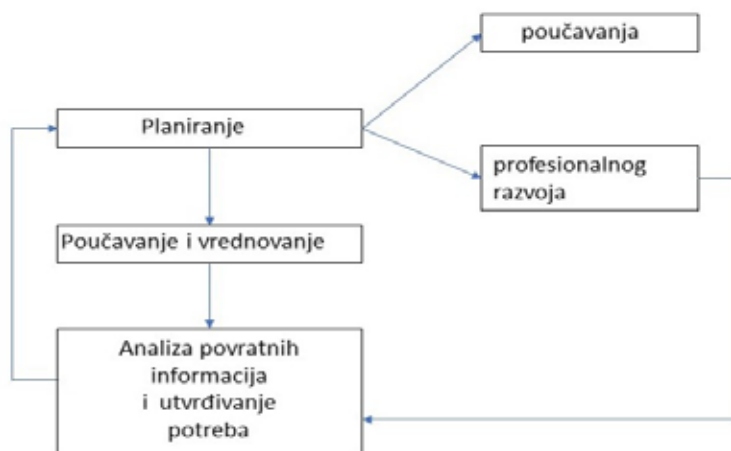 poučavanja
Planiranje
profesionalnog
razvoja
Poučavanje i vrednovanje
Analiza povratnih
informacija
i utvrđivanje
potreba